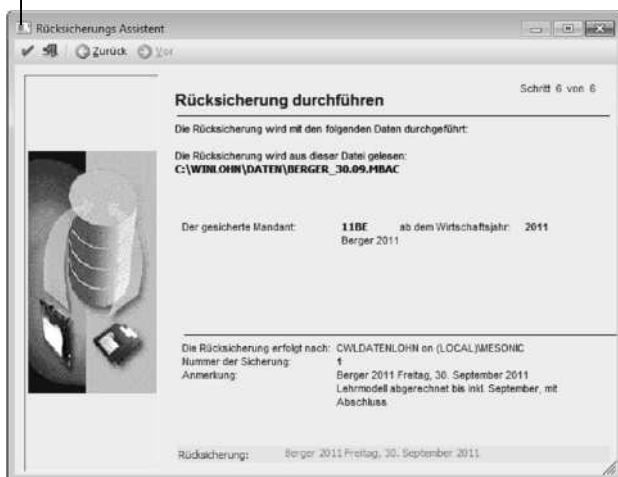 Rücksicherungs Assistent
Zurück Vor
Schritt 6 von 6
Rücksicherung durchführen
Die Rücksicherung wird mit den folgenden Daten durchgeführt:
Die Rücksicherung wird aus dieser Datei gelesen:
C:\WINLOHN\DATEN\BERGER_30.09.MBAC
Der gesicherte Mandant: 11BE ab dem Wirtschaftsjahr: 2011
Berger 2011
Die Rücksicherung erfolgt nach: CWLDATENLOHN on (LOCAL)\MESONIC
Nummer der Sicherung: 1
Anmerkung: Berger 2011 Freitag, 30. September 2011
Lehrmodell abgerechnet bis inkl. September, mit
Abschluss.
Rücksicherung: Berger 2011 Freitag, 30. September 2011